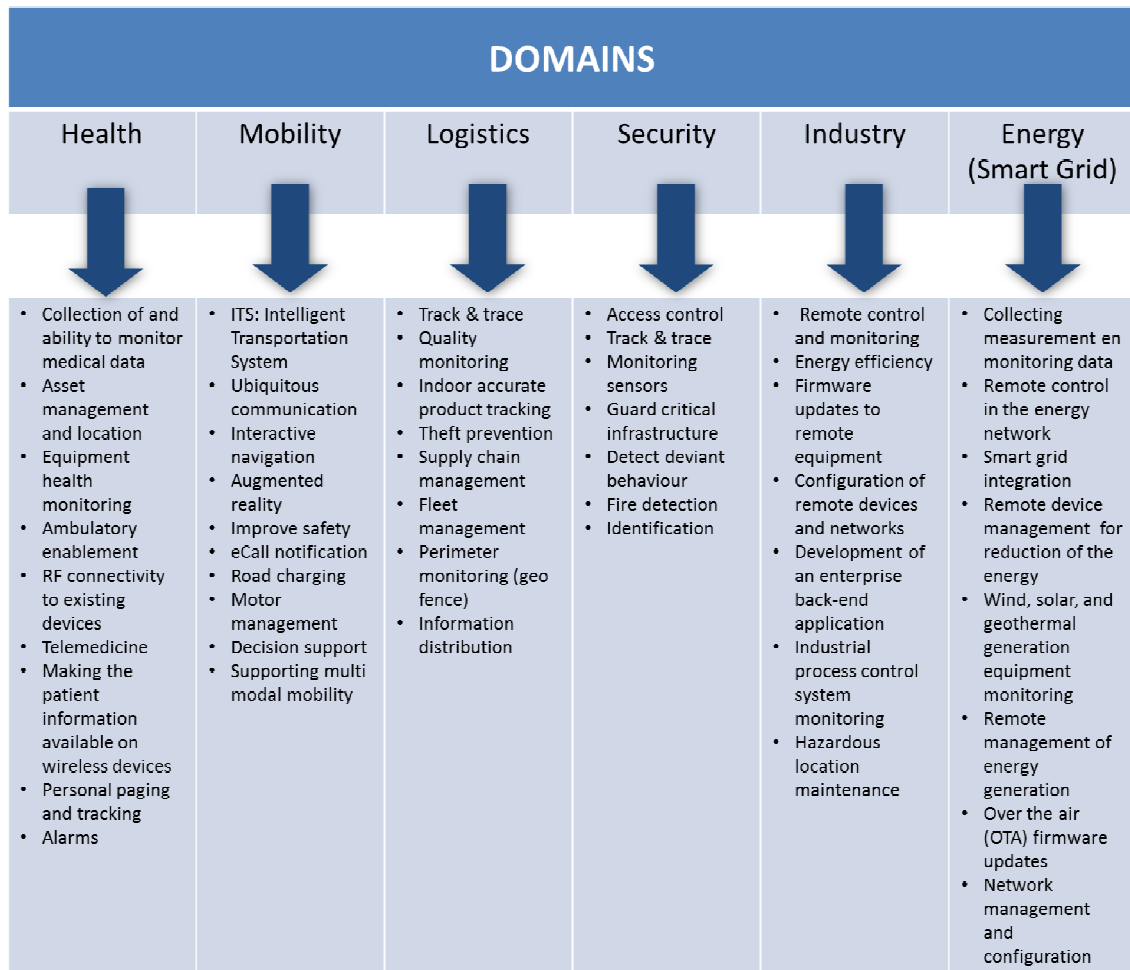 DOMAINS
Health
Mobility
Logistics
Security
Industry
Energy
(Smart Grid)
• Collection of and
ability to monitor
medical data
• Asset
management
and location
• Equipment
health
monitoring
• Ambulatory
enablement
• RF connectivity
to existing
devices
• Telemedicine
• Making the
patient
information
available on
wireless devices
• Personal paging
and tracking
• Alarms
• ITS: Intelligent
Transportation
System
• Ubiquitous
communication
• Interactive
navigation
• Augmented
reality
• Improve safety
• eCall notification
• Road charging
• Motor
management
• Decision support
• Supporting multi
modal mobility
• Track & trace
• Quality
monitoring
• Indoor accurate
product tracking
• Theft prevention
• Supply chain
management
• Fleet
management
• Perimeter
monitoring (geo
fence)
• Information
distribution
• Access control
• Track & trace
• Monitoring
sensors
• Guard critical
infrastructure
• Detect deviant
behaviour
• Fire detection
• Identification
• Remote control
and monitoring
• Energy efficiency
• Firmware
updates to
remote
equipment
• Configuration of
remote devices
and networks
• Development of
an enterprise
back-end
application
• Industrial
process control
system
monitoring
• Hazardous
location
maintenance
• Collecting
measurement en
monitoring data
• Remote control
in the energy
network
• Smart grid
integration
• Remote device
management for
reduction of the
energy
• Wind, solar, and
geothermal
generation
equipment
monitoring
• Remote
management of
energy
generation
• Over the air
(OTA) firmware
updates
• Network
management
and
configuration